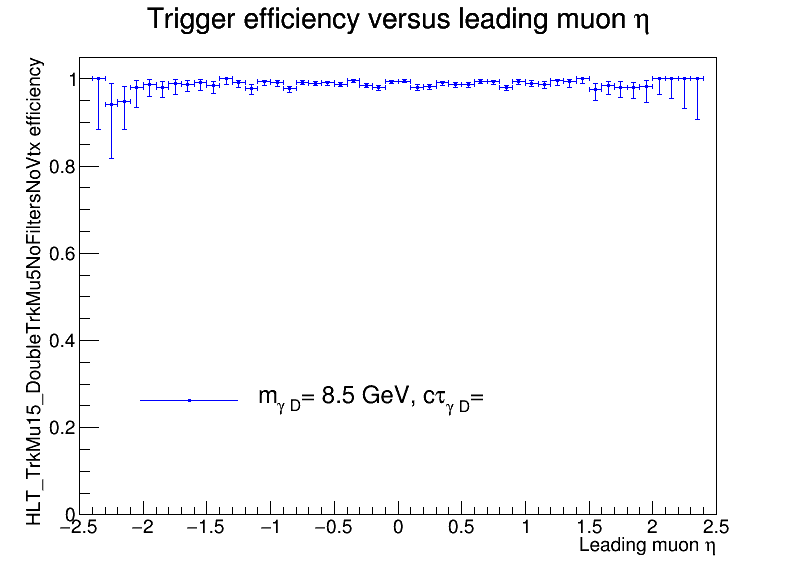 Trigger efficiency versus leading muon η
HLT_TrkMu15_DoubleTrkMu5NoFiltersNoVtx efficiency
1
0.8
0.6
0.4
0.2
0
m_γ D= 8.5 GeV, cτ_γ D=
−2.5 −2 −1.5 −1 −0.5 0 0.5 1 1.5 2 2.5
Leading muon η